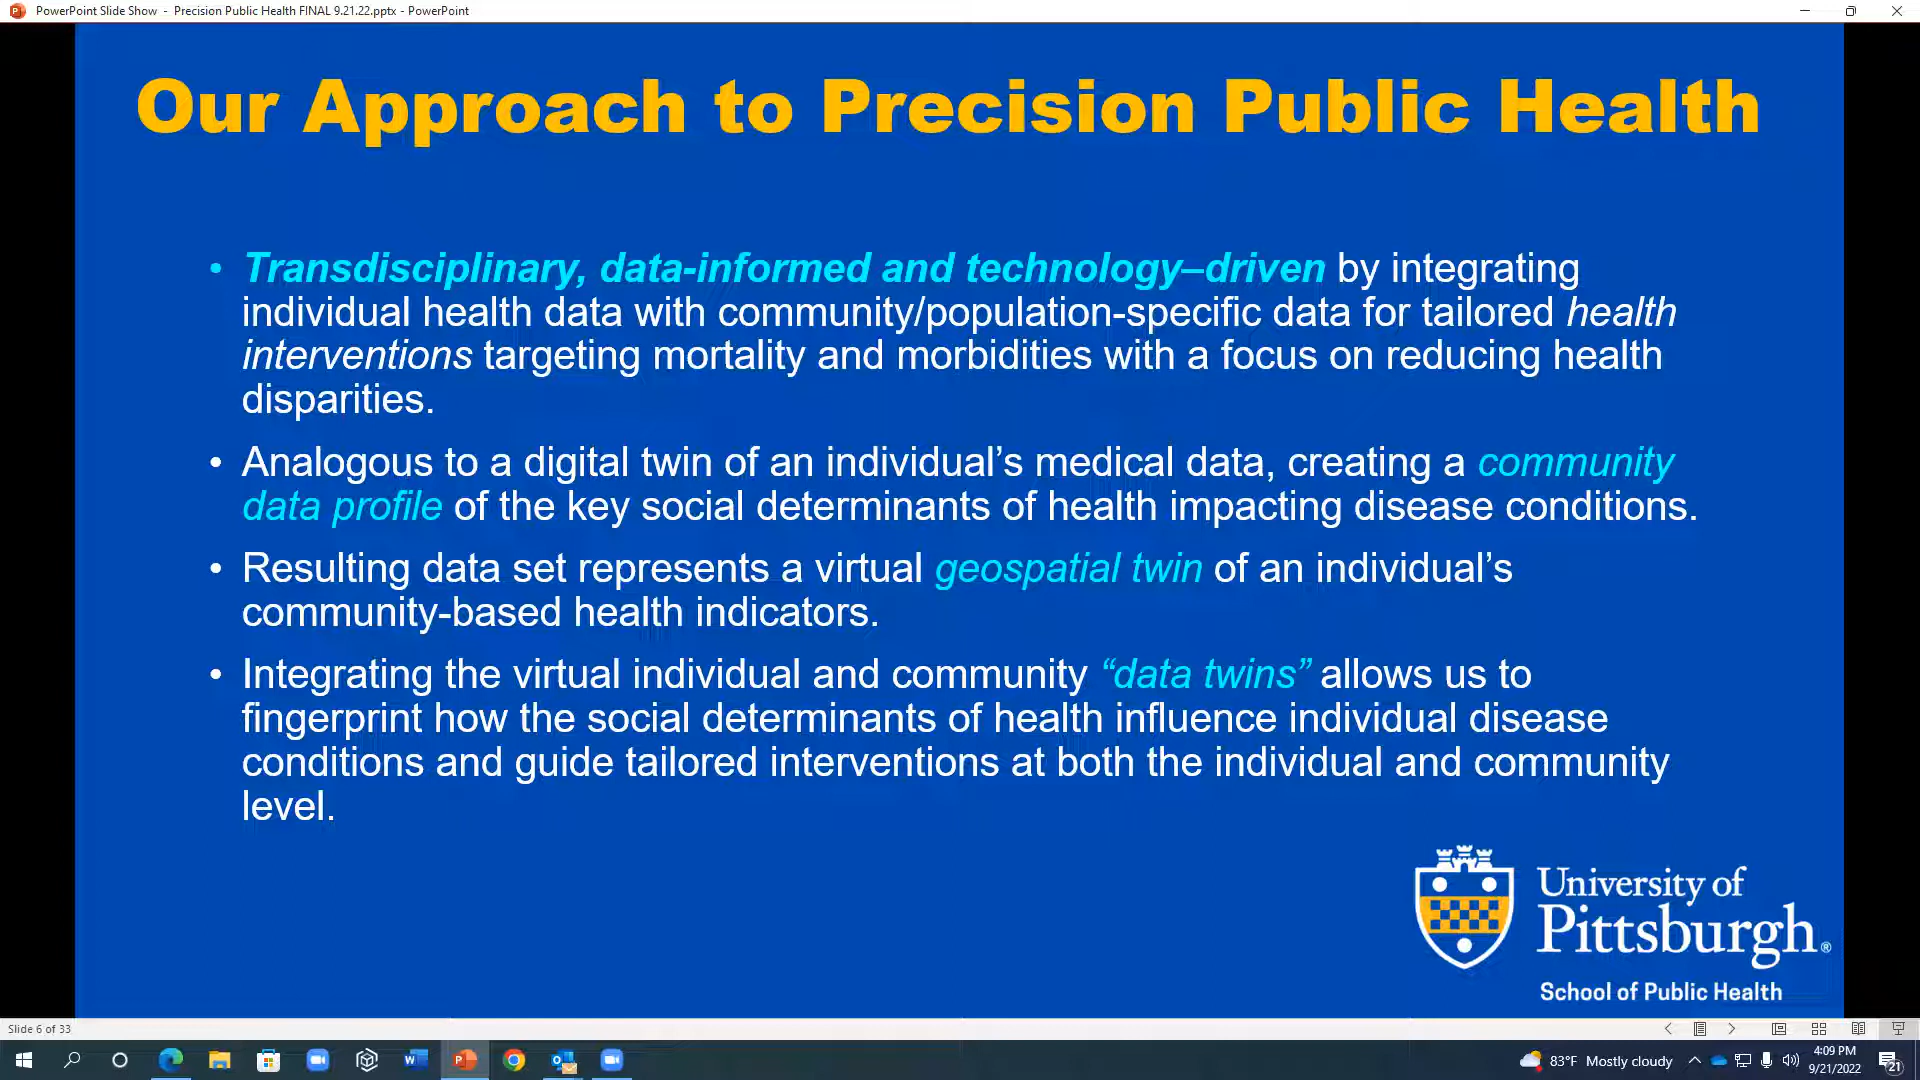 PowerPoint Slide Show - Precision Public Health FINAL 9.21.22.pptx - PowerPoint
Our Approach to Precision Public Health
• Transdisciplinary, data-informed and technology–driven by integrating
individual health data with community/population-specific data for tailored health
interventions targeting mortality and morbidities with a focus on reducing health
disparities.
• Analogous to a digital twin of an individual’s medical data, creating a community
data profile of the key social determinants of health impacting disease conditions.
• Resulting data set represents a virtual geospatial twin of an individual’s
community-based health indicators.
• Integrating the virtual individual and community “data twins” allows us to
fingerprint how the social determinants of health influence individual disease
conditions and guide tailored interventions at both the individual and community
level.
University of
Pittsburgh®
School of Public Health
Slide 6 of 33
83°F Mostly cloudy
4:09 PM
9/21/2022
21